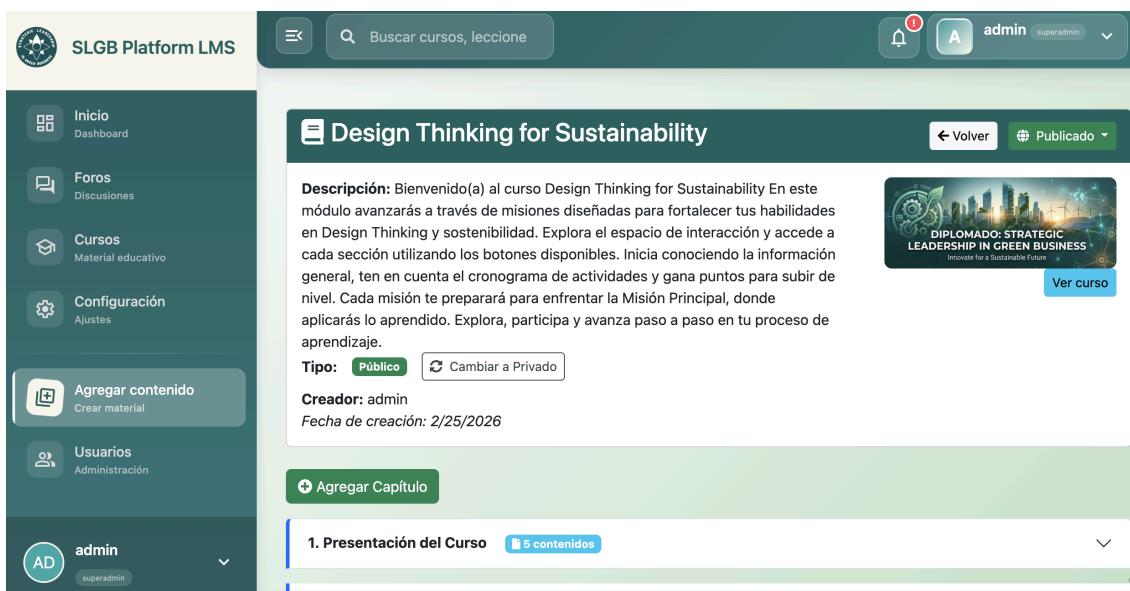 SLGB Platform LMS
Buscar cursos, leccione
!
A
admin superadmin
Inicio
Dashboard
Foros
Discusiones
Cursos
Material educativo
Configuración
Ajustes
Agregar contenido
Crear material
Usuarios
Administración
AD
admin
superadmin
Design Thinking for Sustainability
Volver
Publicado
Descripción: Bienvenido(a) al curso Design Thinking for Sustainability En este
módulo avanzarás a través de misiones diseñadas para fortalecer tus habilidades
en Design Thinking y sostenibilidad. Explora el espacio de interacción y accede a
cada sección utilizando los botones disponibles. Inicia conociendo la información
general, ten en cuenta el cronograma de actividades y gana puntos para subir de
nivel. Cada misión te preparará para enfrentar la Misión Principal, donde
aplicarás lo aprendido. Explora, participa y avanza paso a paso en tu proceso de
aprendizaje.
Tipo: Público Cambiar a Privado
Creador: admin
Fecha de creación: 2/25/2026
DIPLOMADO: STRATEGIC
LEADERSHIP IN GREEN BUSINESS
Innovate for a Sustainable Future
Ver curso
Agregar Capítulo
1. Presentación del Curso 5 contenidos